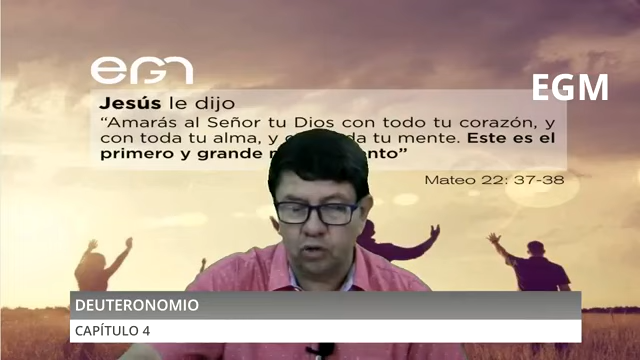 EGM
EGM
Jesús le dijo
“Amarás al Señor tu Dios con todo tu corazón, y
con toda tu alma, y tu mente. Este es el
primero y grande
Mateo 22: 37-38
DEUTERONOMIO
CAPÍTULO 4